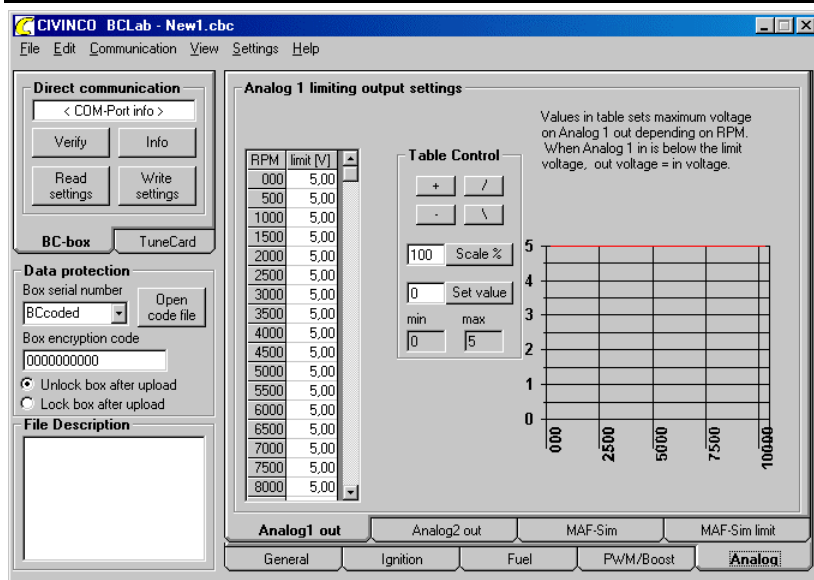 CIVINCO BCLab - New1.cbc
File Edit Communication View Settings Help
Direct communication
< COM-Port info >
Verify Info
Read settings Write settings
BC-box TuneCard
Data protection
Box serial number
BCcoded
Open code file
Box encryption code
0000000000
Unlock box after upload
Lock box after upload
File Description
Analog 1 limiting output settings
Values in table sets maximum voltage
on Analog 1 out depending on RPM.
When Analog 1 in is below the limit
voltage, out voltage = in voltage.
RPM limit [V]
000 5,00
500 5,00
1000 5,00
1500 5,00
2000 5,00
2500 5,00
3000 5,00
3500 5,00
4000 5,00
4500 5,00
5000 5,00
5500 5,00
6000 5,00
6500 5,00
7000 5,00
7500 5,00
8000 5,00
Table Control
+ /
- \
100 Scale %
0 Set value
min max
0 5
5
4
3
2
1
0
000 2500 5000 7500 10000
Analog1 out Analog2 out MAF-Sim MAF-Sim limit
General Ignition Fuel PWM/Boost Analog